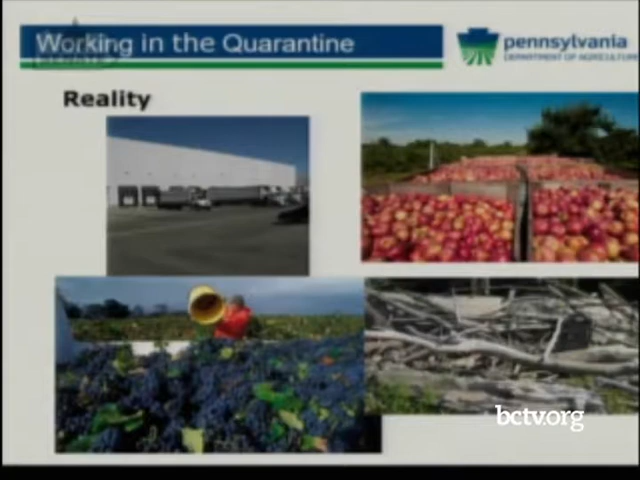 Working in the Quarantine
pennsylvania
DEPARTMENT OF AGRICULTURE
Reality
bctv.org